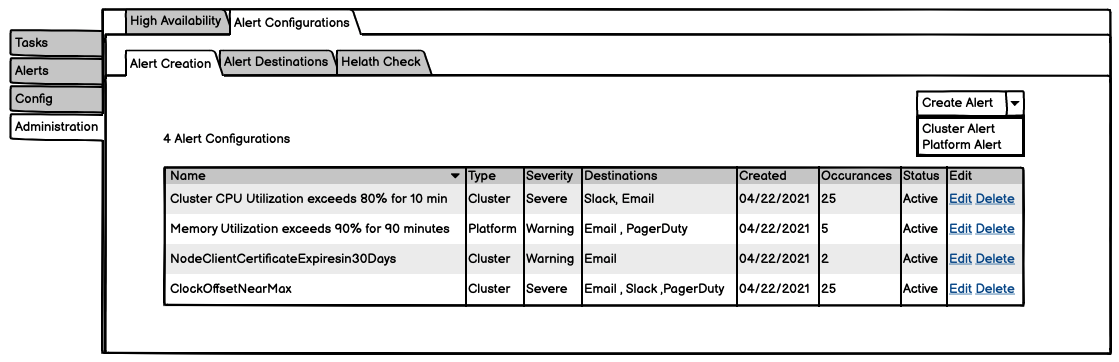 High Availability Alert Configurations
Tasks
Alerts
Config
Administration
Alert Creation Alert Destinations Helath Check
Create Alert
Cluster Alert
Platform Alert
4 Alert Configurations
Name Type Severity Destinations Created Occurances Status Edit
Cluster CPU Utilization exceeds 80% for 10 min Cluster Severe Slack, Email 04/22/2021 25 Active Edit Delete
Memory Utilization exceeds 90% for 90 minutes Platform Warning Email , PagerDuty 04/22/2021 5 Active Edit Delete
NodeClientCertificateExpiresin30Days Cluster Warning Email 04/22/2021 2 Active Edit Delete
ClockOffsetNearMax Cluster Severe Email , Slack ,PagerDuty 04/22/2021 25 Active Edit Delete